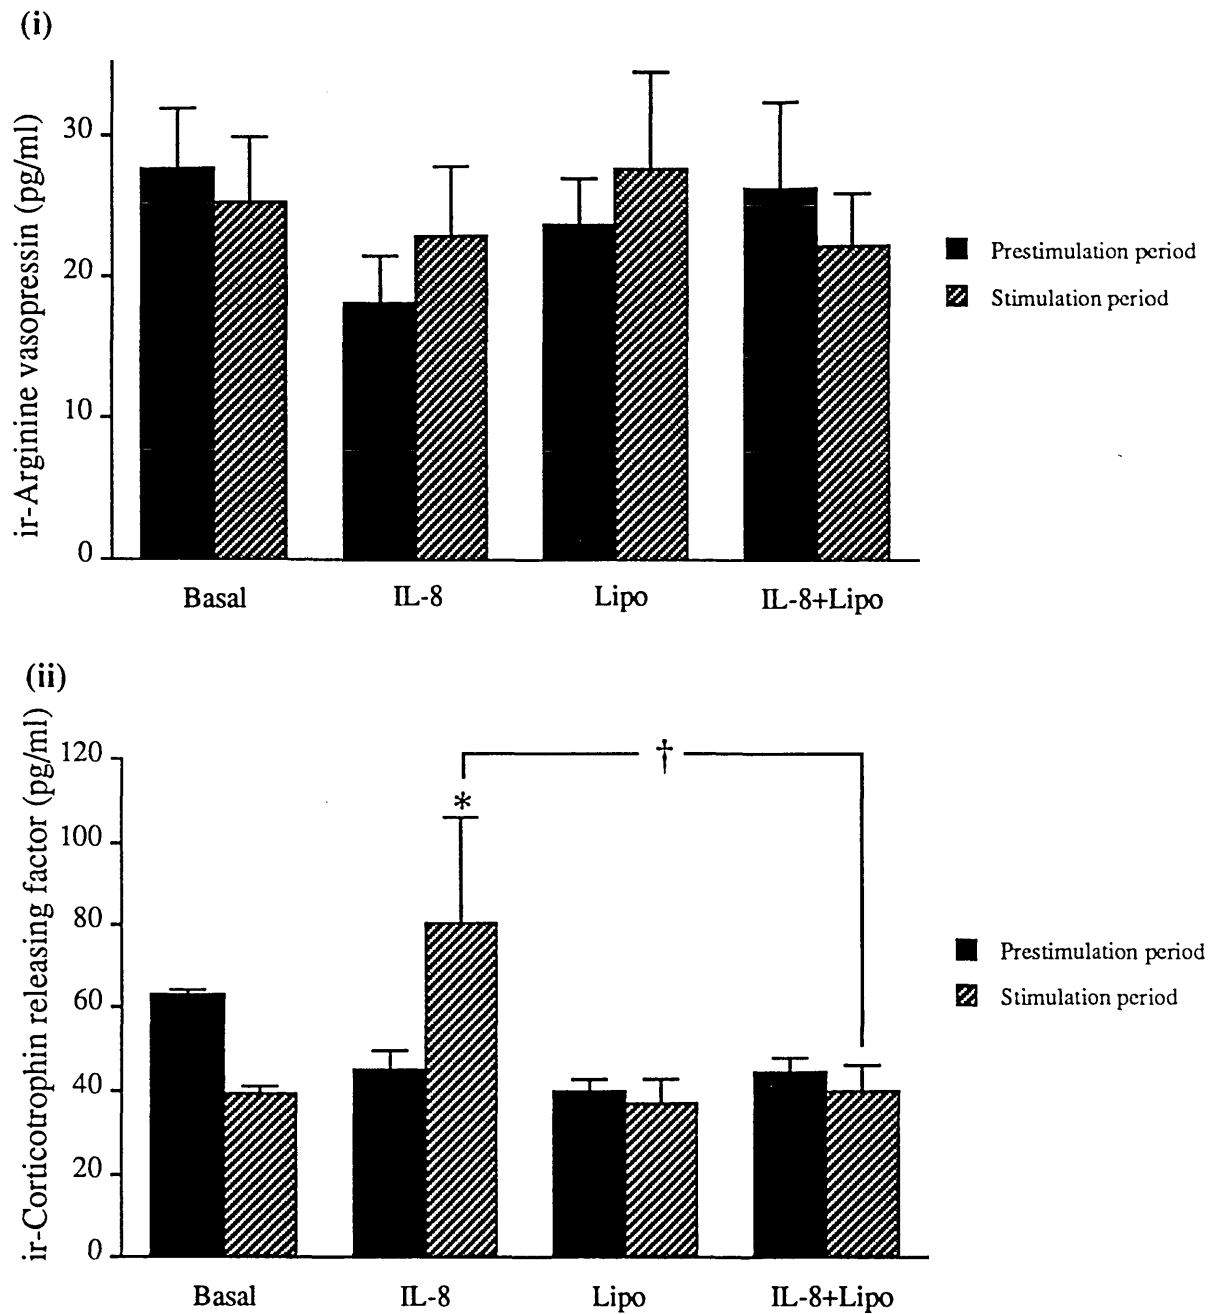 (i)
ir-Arginine vasopressin (pg/ml)
30
20
10
0
Basal IL-8 Lipo IL-8+Lipo
Prestimulation period
Stimulation period
(ii)
ir-Corticotrophin releasing factor (pg/ml)
120
100
80
60
40
20
0
†
*
Basal IL-8 Lipo IL-8+Lipo
Prestimulation period
Stimulation period